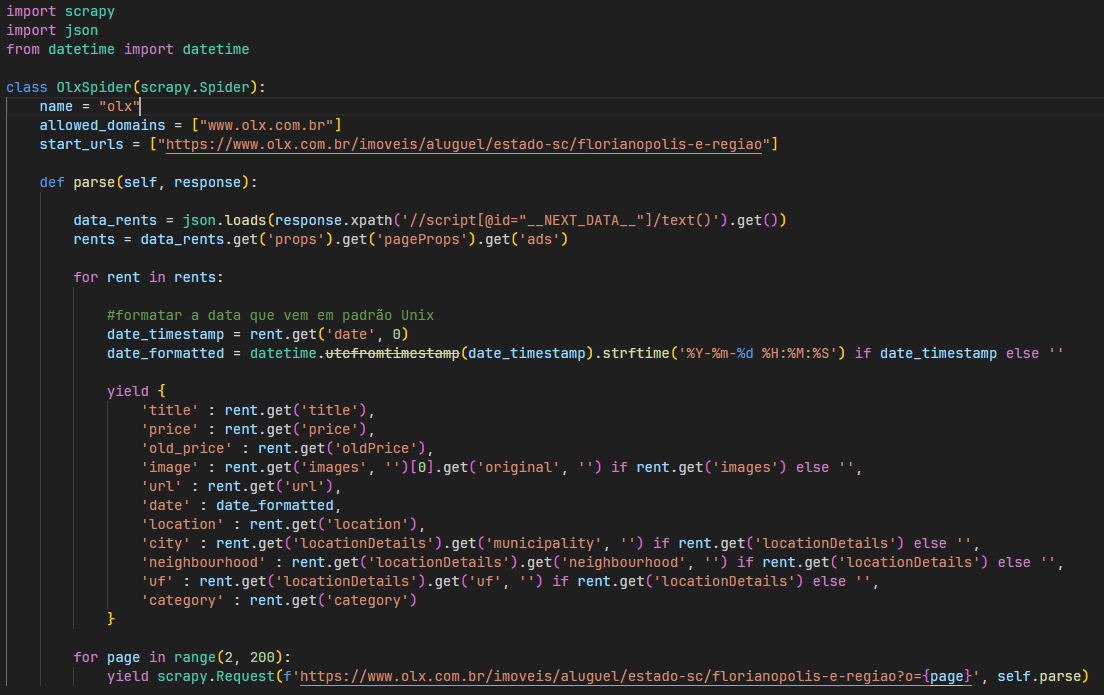 import scrapy
import json
from datetime import datetime

class OlxSpider(scrapy.Spider):
    name = "olx"
    allowed_domains = ["www.olx.com.br"]
    start_urls = ["https://www.olx.com.br/imoveis/aluguel/estado-sc/florianopolis-e-regiao"]

    def parse(self, response):

        data_rents = json.loads(response.xpath('//script[@id="__NEXT_DATA__"]/text()').get())
        rents = data_rents.get('props').get('pageProps').get('ads')

        for rent in rents:

            #formatar a data que vem em padrão Unix
            date_timestamp = rent.get('date', 0)
            date_formatted = datetime.utcfromtimestamp(date_timestamp).strftime('%Y-%m-%d %H:%M:%S') if date_timestamp else ''

            yield {
                'title' : rent.get('title'),
                'price' : rent.get('price'),
                'old_price' : rent.get('oldPrice'),
                'image' : rent.get('images', '')[0].get('original', '') if rent.get('images') else '',
                'url' : rent.get('url'),
                'date' : date_formatted,
                'location' : rent.get('location'),
                'city' : rent.get('locationDetails').get('municipality', '') if rent.get('locationDetails') else '',
                'neighbourhood' : rent.get('locationDetails').get('neighbourhood', '') if rent.get('locationDetails') else '',
                'uf' : rent.get('locationDetails').get('uf', '') if rent.get('locationDetails') else '',
                'category' : rent.get('category')
            }

        for page in range(2, 200):
            yield scrapy.Request(f'https://www.olx.com.br/imoveis/aluguel/estado-sc/florianopolis-e-regiao?o={page}', self.parse)